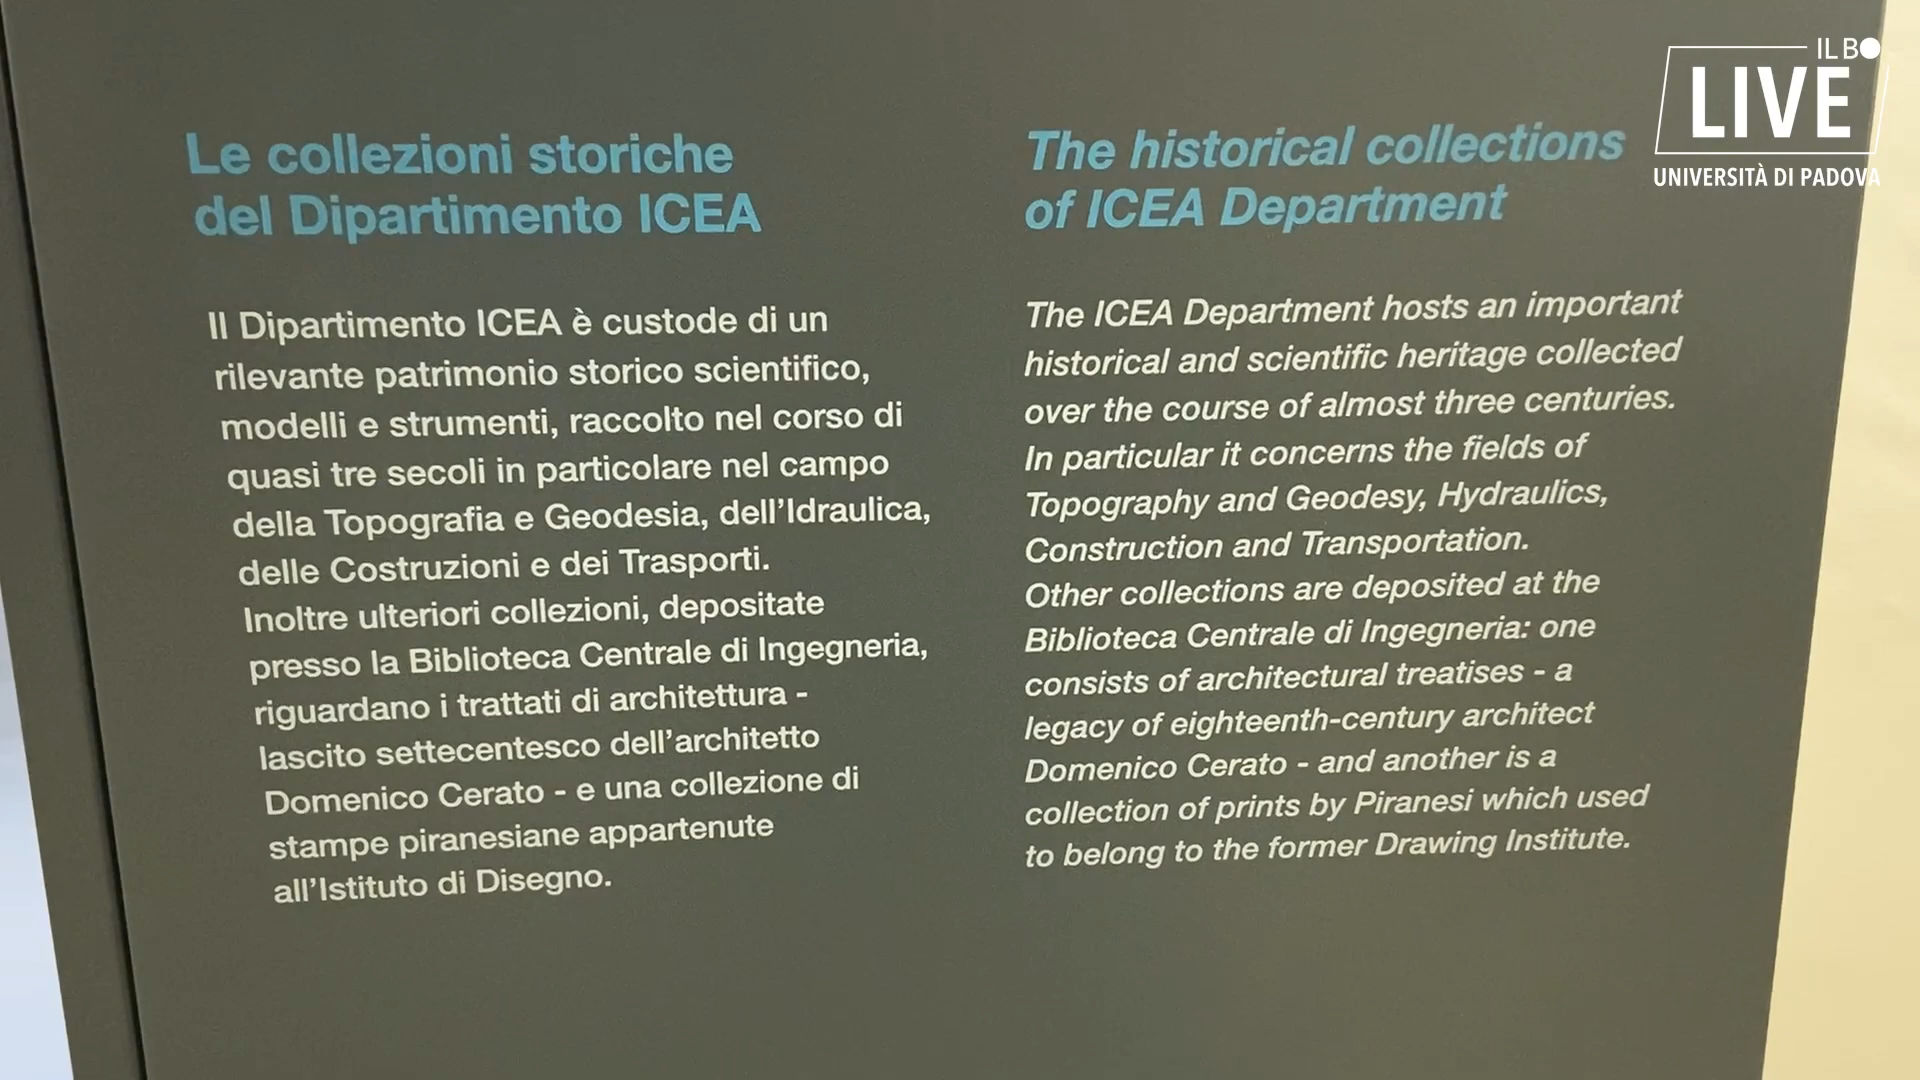 Le collezioni storiche
del Dipartimento ICEA
Il Dipartimento ICEA è custode di un
rilevante patrimonio storico scientifico,
modelli e strumenti, raccolto nel corso di
quasi tre secoli in particolare nel campo
della Topografia e Geodesia, dell'Idraulica,
delle Costruzioni e dei Trasporti.
Inoltre ulteriori collezioni, depositate
presso la Biblioteca Centrale di Ingegneria,
riguardano i trattati di architettura -
lascito settecentesco dell'architetto
Domenico Cerato - e una collezione di
stampe piranesiane appartenute
all'Istituto di Disegno.
The historical collections
of ICEA Department
The ICEA Department hosts an important
historical and scientific heritage collected
over the course of almost three centuries.
In particular it concerns the fields of
Topography and Geodesy, Hydraulics,
Construction and Transportation.
Other collections are deposited at the
Biblioteca Centrale di Ingegneria: one
consists of architectural treatises - a
legacy of eighteenth-century architect
Domenico Cerato - and another is a
collection of prints by Piranesi which used
to belong to the former Drawing Institute.
IL BO
LIVE
UNIVERSITÀ DI PADOVA